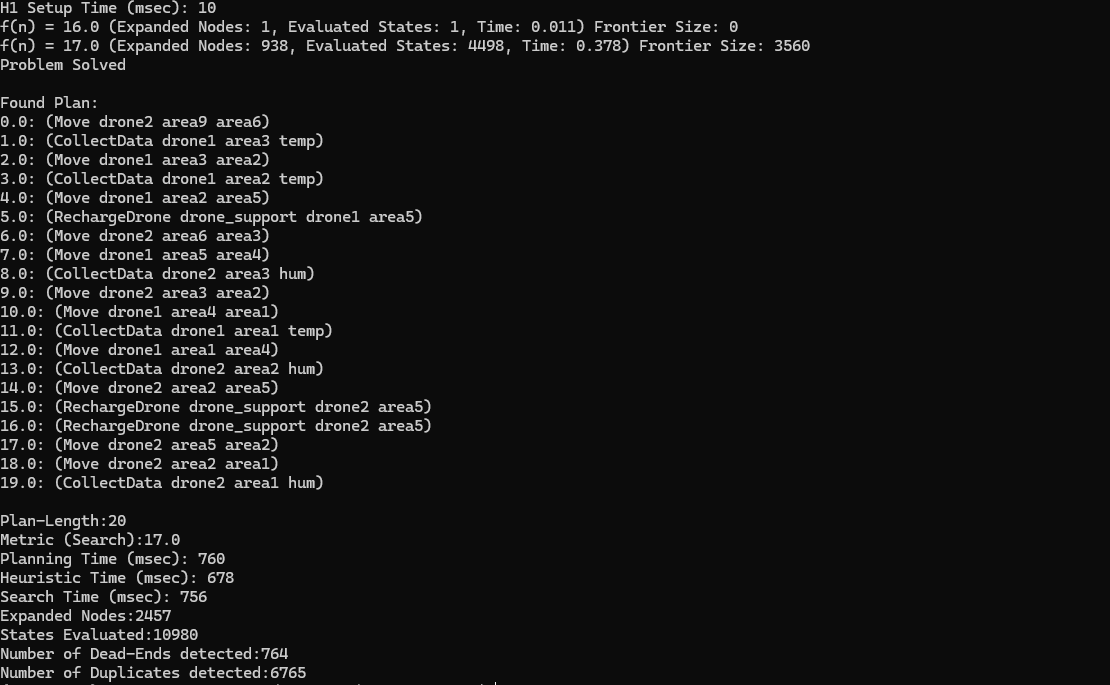 H1 Setup Time (msec): 10
f(n) = 16.0 (Expanded Nodes: 1, Evaluated States: 1, Time: 0.011) Frontier Size: 0
f(n) = 17.0 (Expanded Nodes: 938, Evaluated States: 4498, Time: 0.378) Frontier Size: 3560
Problem Solved

Found Plan:
0.0: (Move drone2 area9 area6)
1.0: (CollectData drone1 area3 temp)
2.0: (Move drone1 area3 area2)
3.0: (CollectData drone1 area2 temp)
4.0: (Move drone1 area2 area5)
5.0: (RechargeDrone drone_support drone1 area5)
6.0: (Move drone2 area6 area3)
7.0: (Move drone1 area5 area4)
8.0: (CollectData drone2 area3 hum)
9.0: (Move drone2 area3 area2)
10.0: (Move drone1 area4 area1)
11.0: (CollectData drone1 area1 temp)
12.0: (Move drone1 area1 area4)
13.0: (CollectData drone2 area2 hum)
14.0: (Move drone2 area2 area5)
15.0: (RechargeDrone drone_support drone2 area5)
16.0: (RechargeDrone drone_support drone2 area5)
17.0: (Move drone2 area5 area2)
18.0: (Move drone2 area2 area1)
19.0: (CollectData drone2 area1 hum)

Plan-Length:20
Metric (Search):17.0
Planning Time (msec): 760
Heuristic Time (msec): 678
Search Time (msec): 756
Expanded Nodes:2457
States Evaluated:10980
Number of Dead-Ends detected:764
Number of Duplicates detected:6765